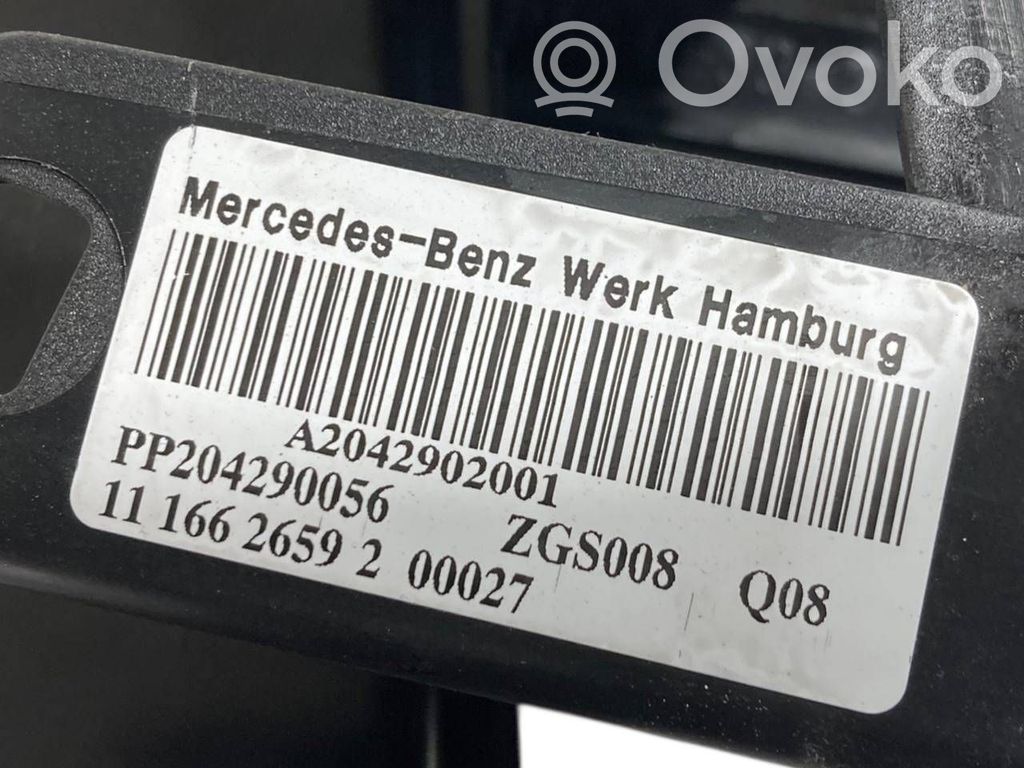 Ovoko
Mercedes-Benz Werk Hamburg
A2042902001
PP204290056 ZGS008 Q08
11 166 2659 2 00027